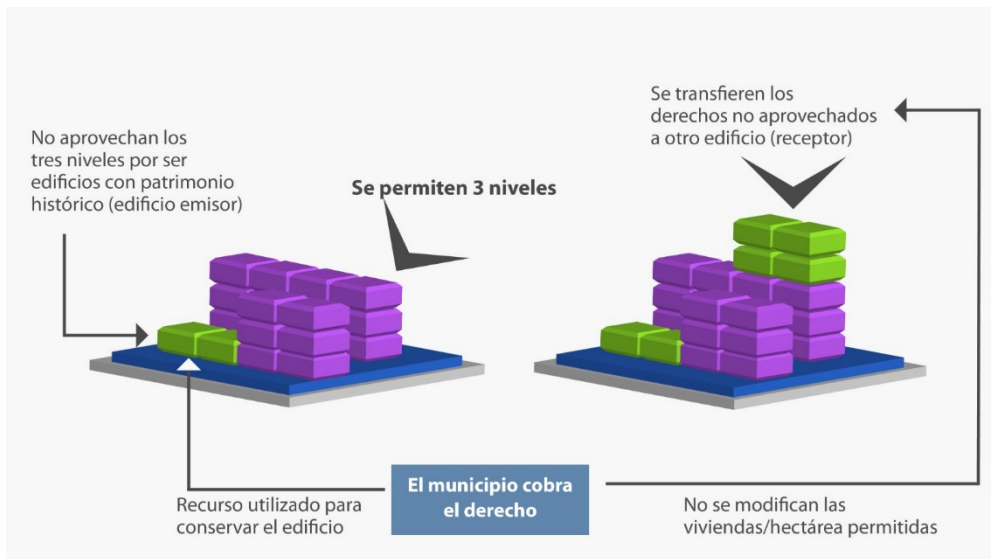 No aprovechan los
tres niveles por ser
edificios con patrimonio
histórico (edificio emisor)
Se permiten 3 niveles
Se transfieren los
derechos no aprovechados
a otro edificio (receptor)
Recurso utilizado para
conservar el edificio
El municipio cobra
el derecho
No se modifican las
viviendas/hectárea permitidas